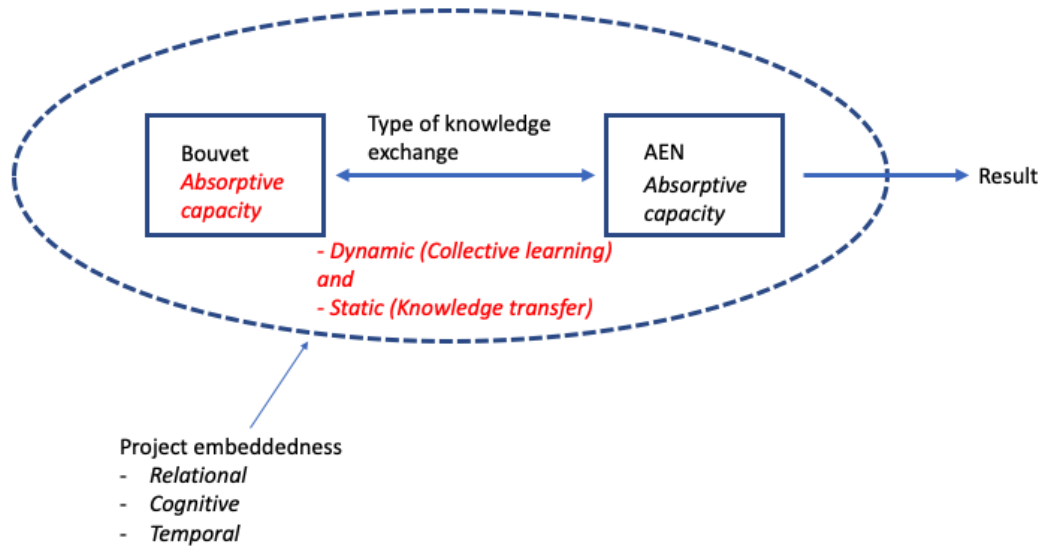 Bouvet
Absorptive
capacity
Type of knowledge
exchange
AEN
Absorptive
capacity
Result
- Dynamic (Collective learning)
and
- Static (Knowledge transfer)
Project embeddedness
- Relational
- Cognitive
- Temporal